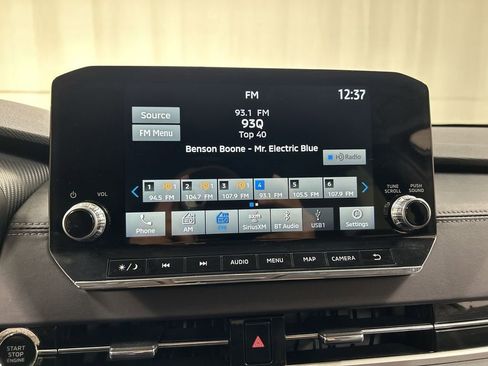 FM
12:37
Source
93.1 FM
93Q
FM Menu
Top 40
Benson Boone - Mr. Electric Blue
HD Radio
1 1 2 1 3 1 4 5 6
94.5 FM 104.7 FM 107.9 FM 93.1 FM 105.5 FM 107.9 FM
VOL
TUNE
SCROLL
PUSH
SOUND
Phone AM FM SiriusXM BT Audio USB1 Settings
AUDIO MENU MAP CAMERA
START
STOP
ENGINE